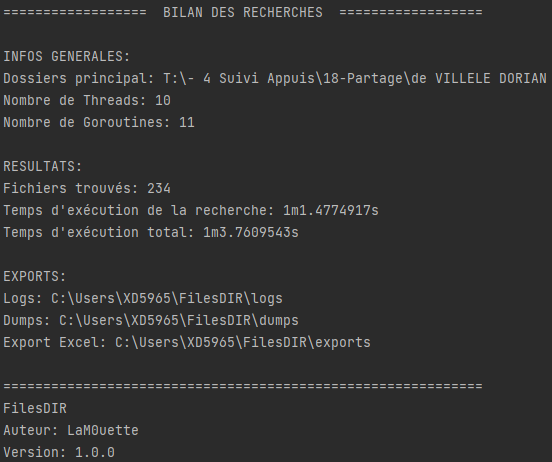 ==================  BILAN DES RECHERCHES  ==================
INFOS GENERALES:
Dossiers principal: T:\- 4 Suivi Appuis\18-Partage\de VILLELE DORIAN
Nombre de Threads: 10
Nombre de Goroutines: 11
RESULTATS:
Fichiers trouvés: 234
Temps d'exécution de la recherche: 1m1.4774917s
Temps d'exécution total: 1m3.7609543s
EXPORTS:
Logs: C:\Users\XD5965\FilesDIR\logs
Dumps: C:\Users\XD5965\FilesDIR\dumps
Export Excel: C:\Users\XD5965\FilesDIR\exports
============================================================
FilesDIR
Auteur: LaM0uette
Version: 1.0.0